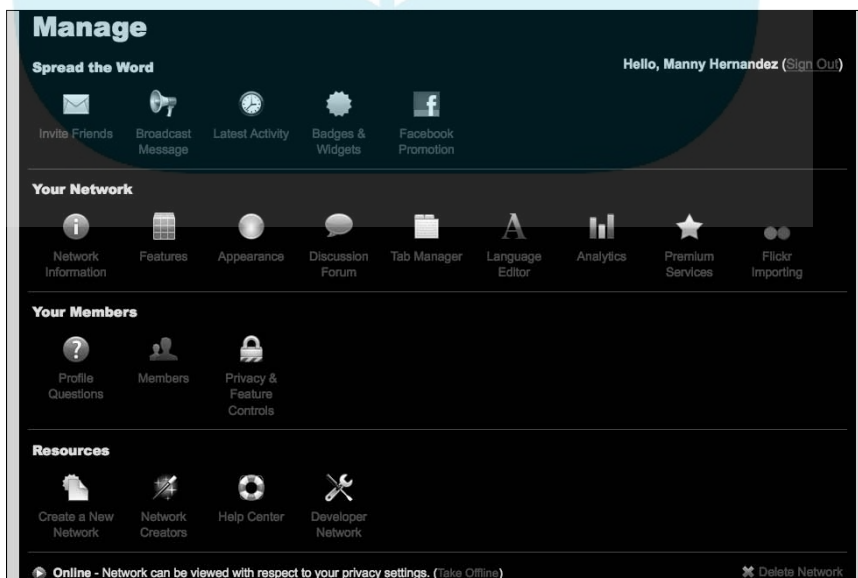 Manage
Spread the Word
Hello, Manny Hernandez (Sign Out)
Invite Friends
Broadcast
Message
Latest Activity
Badges &
Widgets
Facebook
Promotion
Your Network
Network
Information
Features
Appearance
Discussion
Forum
Tab Manager
Language
Editor
Analytics
Premium
Services
Flickr
Importing
Your Members
Profile
Questions
Members
Privacy &
Feature
Controls
Resources
Create a New
Network
Network
Creators
Help Center
Developer
Network
Online - Network can be viewed with respect to your privacy settings. (Take Offline)
Delete Network